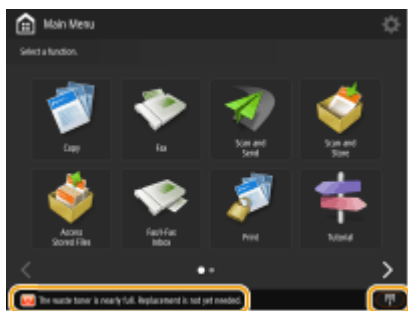 Main Menu
Select a function.
Copy
Fax
Scan and
Send
Scan and
Store
Access
Stored Files
Fax/I-Fax
Inbox
Print
Tutorial
The waste toner is nearly full. Replacement is not yet needed.